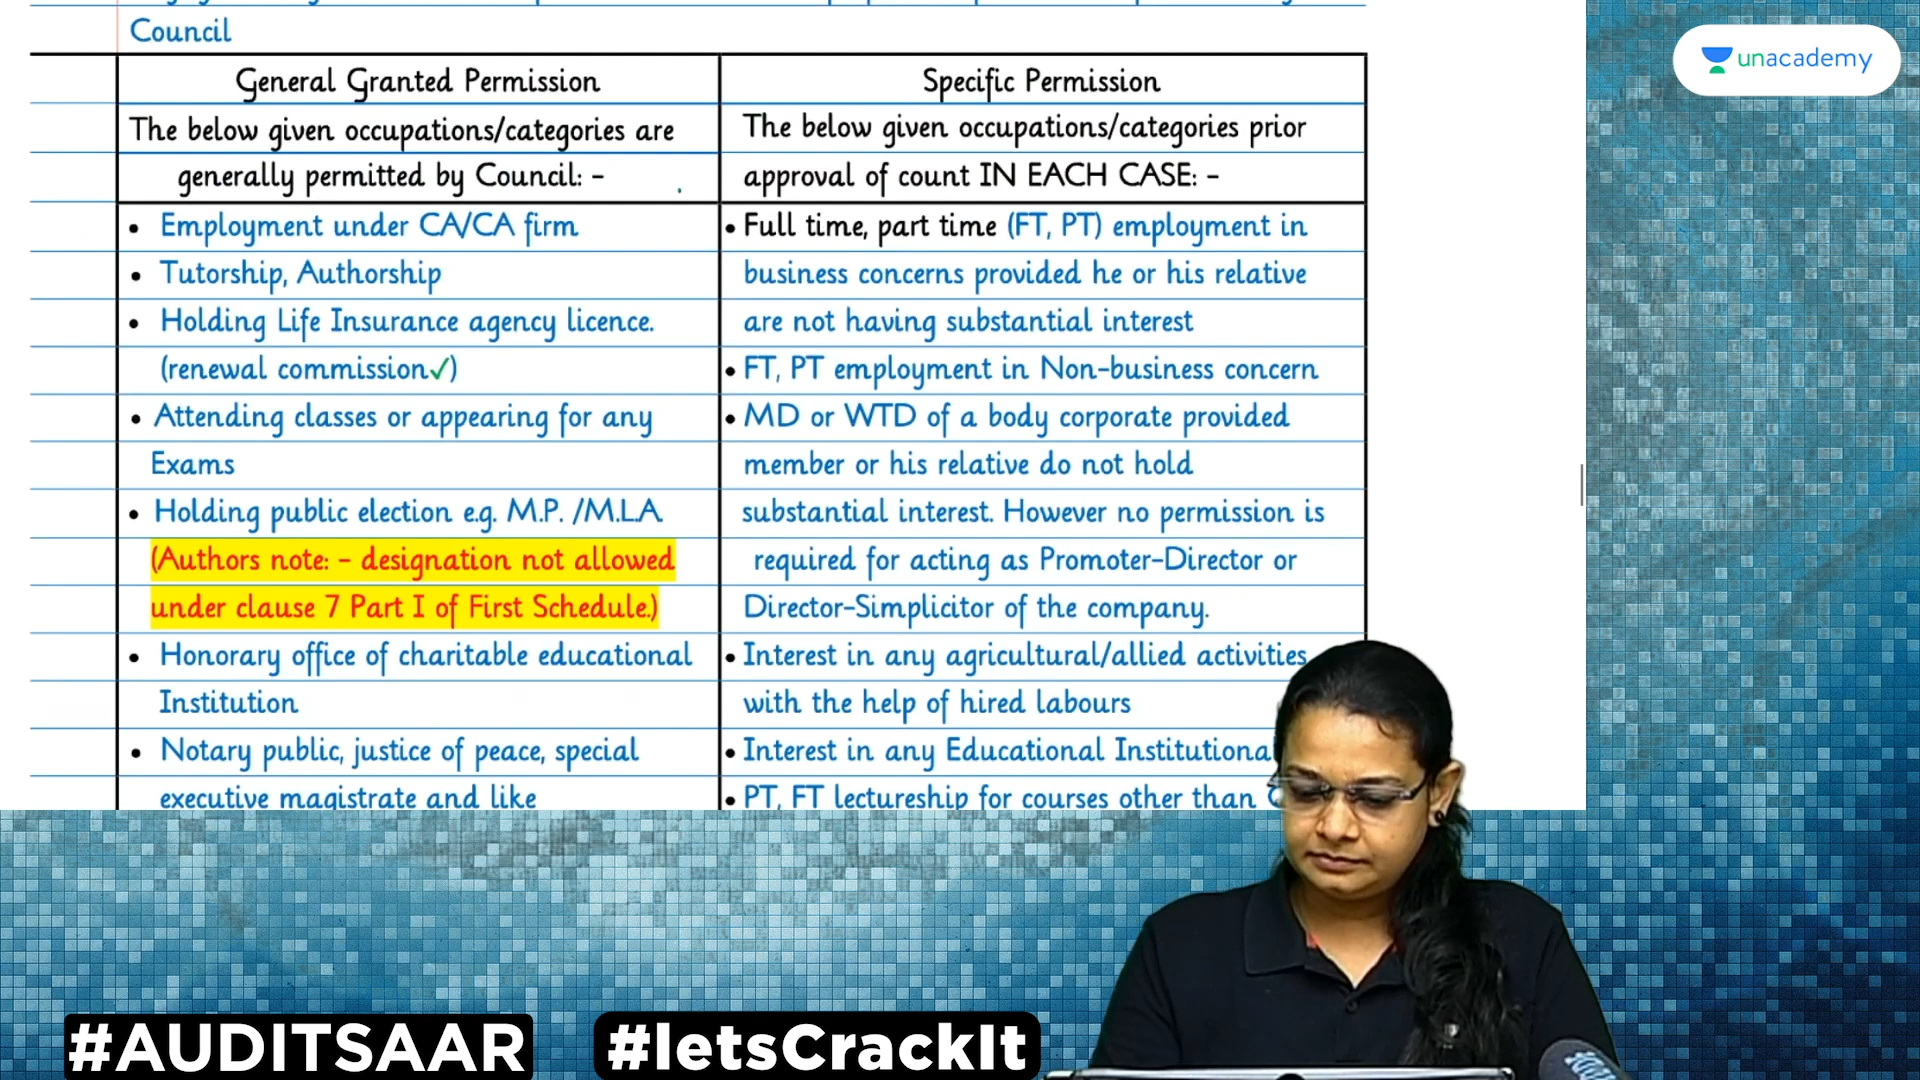 Council
unacademy
General Granted Permission
Specific Permission
The below given occupations/categories are
generally permitted by Council: -
The below given occupations/categories prior
approval of count IN EACH CASE: -
• Employment under CA/CA firm
• Tutorship, Authorship
• Holding Life Insurance agency licence.
(renewal commission✓)
• Attending classes or appearing for any
Exams
• Holding public election e.g. M.P. /M.L.A.
(Authors note: - designation not allowed
under clause 7 Part I of First Schedule.)
• Honorary office of charitable educational
Institution
• Notary public, justice of peace, special
executive magistrate and like
• Full time, part time (FT, PT) employment in
business concerns provided he or his relative
are not having substantial interest
• FT, PT employment in Non-business concern
• MD or WTD of a body corporate provided
member or his relative do not hold
substantial interest. However no permission is
required for acting as Promoter-Director or
Director-Simplicitor of the company.
• Interest in any agricultural/allied activities
with the help of hired labours
• Interest in any Educational Institutional
• PT, FT lectureship for courses other than
#AUDITSAAR
#letsCrackIt